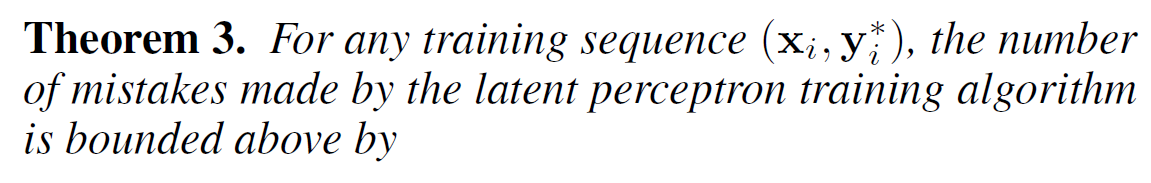 Theorem 3. For any training sequence (xᵢ, yᵢ*), the number
of mistakes made by the latent perceptron training algorithm
is bounded above by